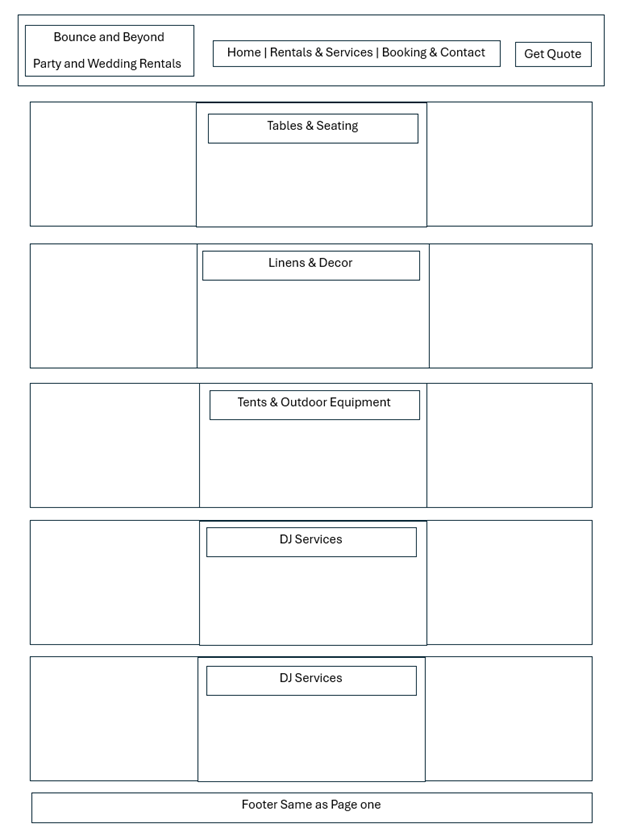 Bounce and Beyond
Party and Wedding Rentals
Home | Rentals & Services | Booking & Contact
Get Quote
Tables & Seating
Linens & Decor
Tents & Outdoor Equipment
DJ Services
DJ Services
Footer Same as Page one